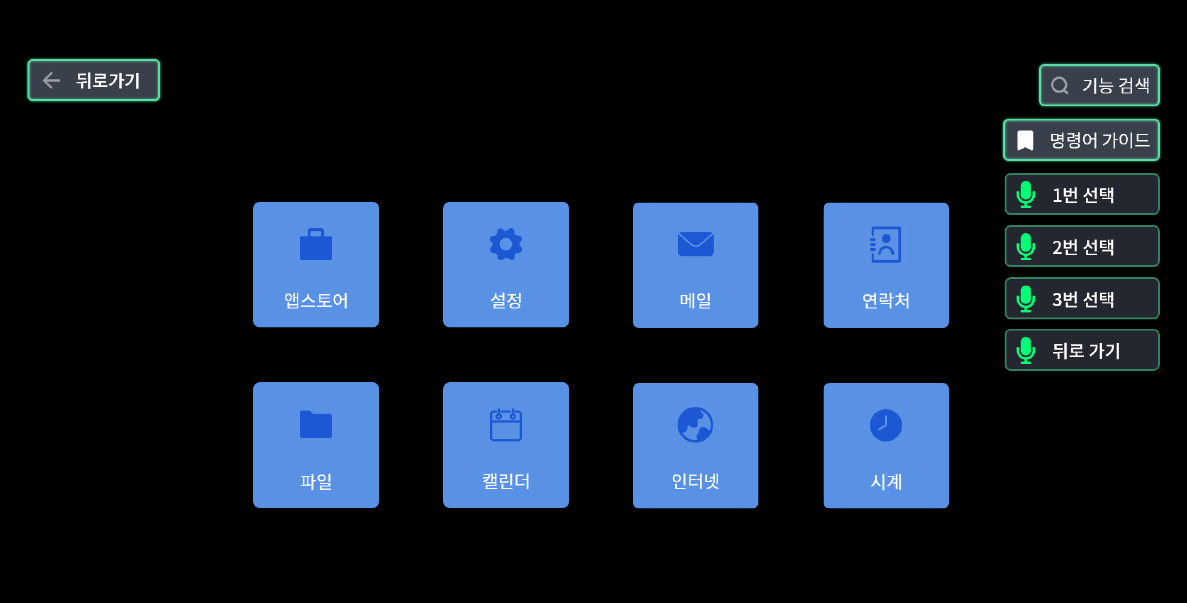 뒤로가기
기능 검색
명령어 가이드
1번 선택
2번 선택
3번 선택
뒤로 가기
앱스토어
설정
메일
연락처
파일
캘린더
인터넷
시계